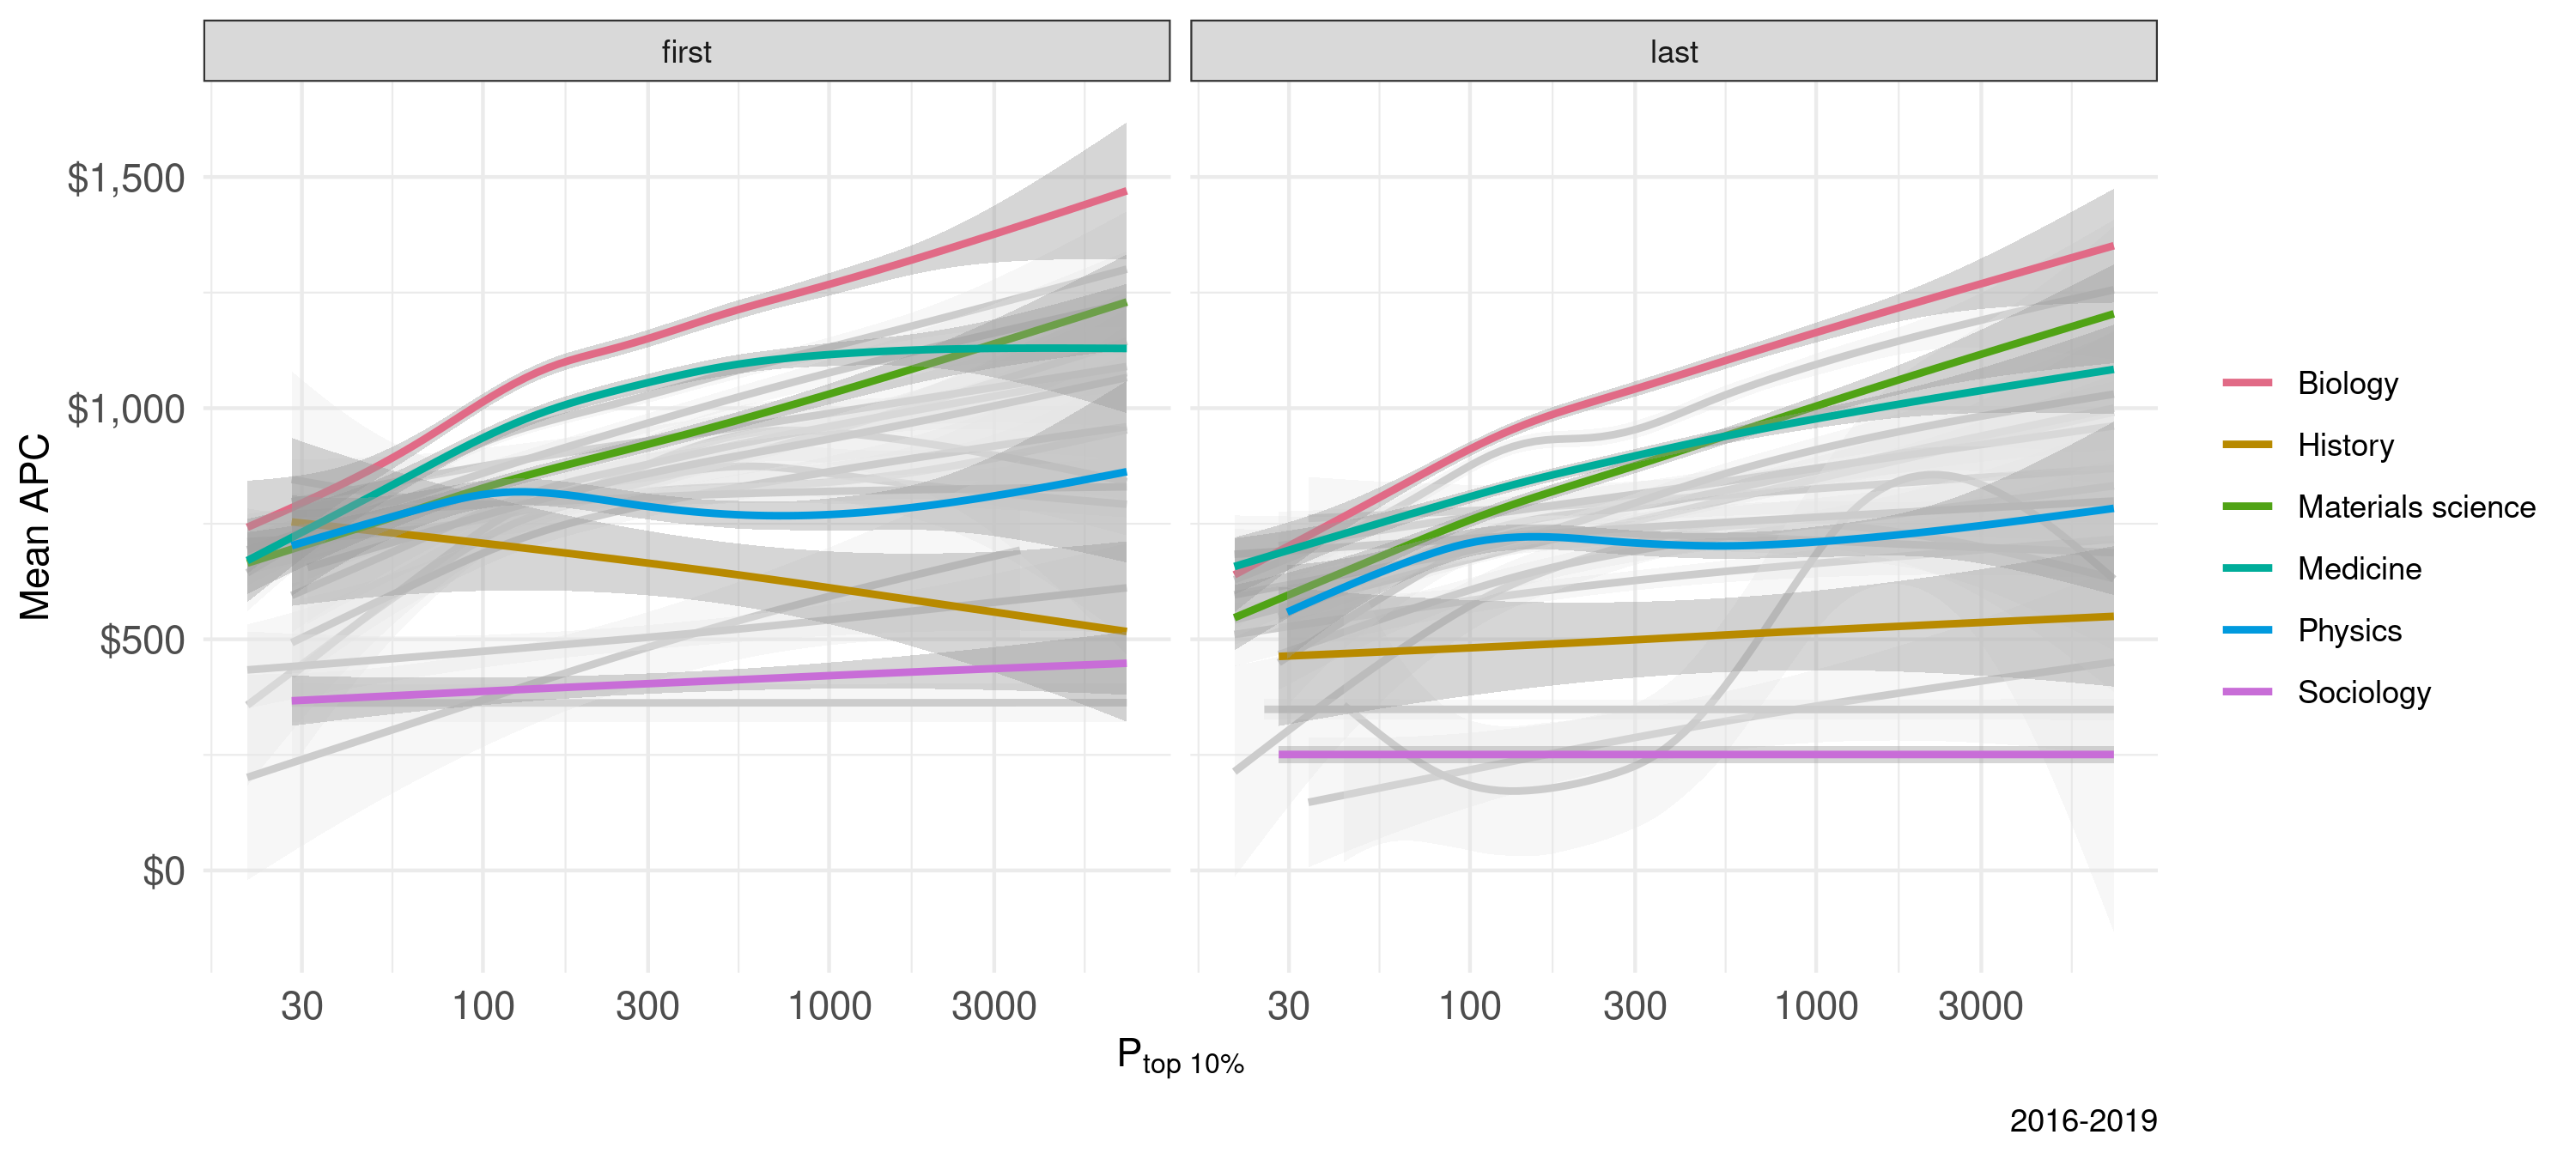 first
last
$1,500
$1,000
$500
$0
Mean APC
30 100 300 1000 3000
30 100 300 1000 3000
P top 10%
2016-2019
Biology
History
Materials science
Medicine
Physics
Sociology